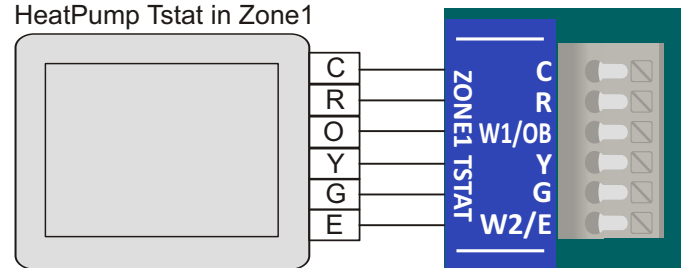 HeatPump Tstat in Zone1
C
R
O
Y
G
E
ZONE1 TSTAT
C
R
W1/OB
Y
G
W2/E